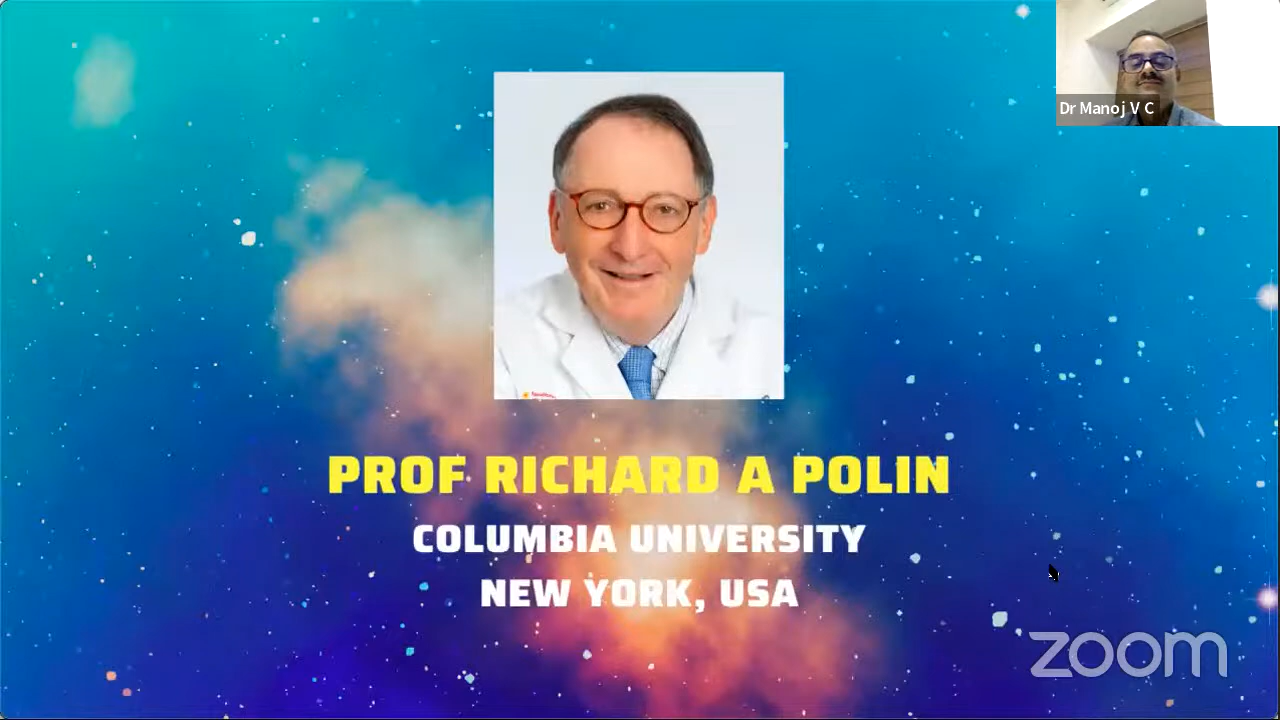 Dr Manoj V C
PROF RICHARD A POLIN
COLUMBIA UNIVERSITY
NEW YORK, USA
zoom